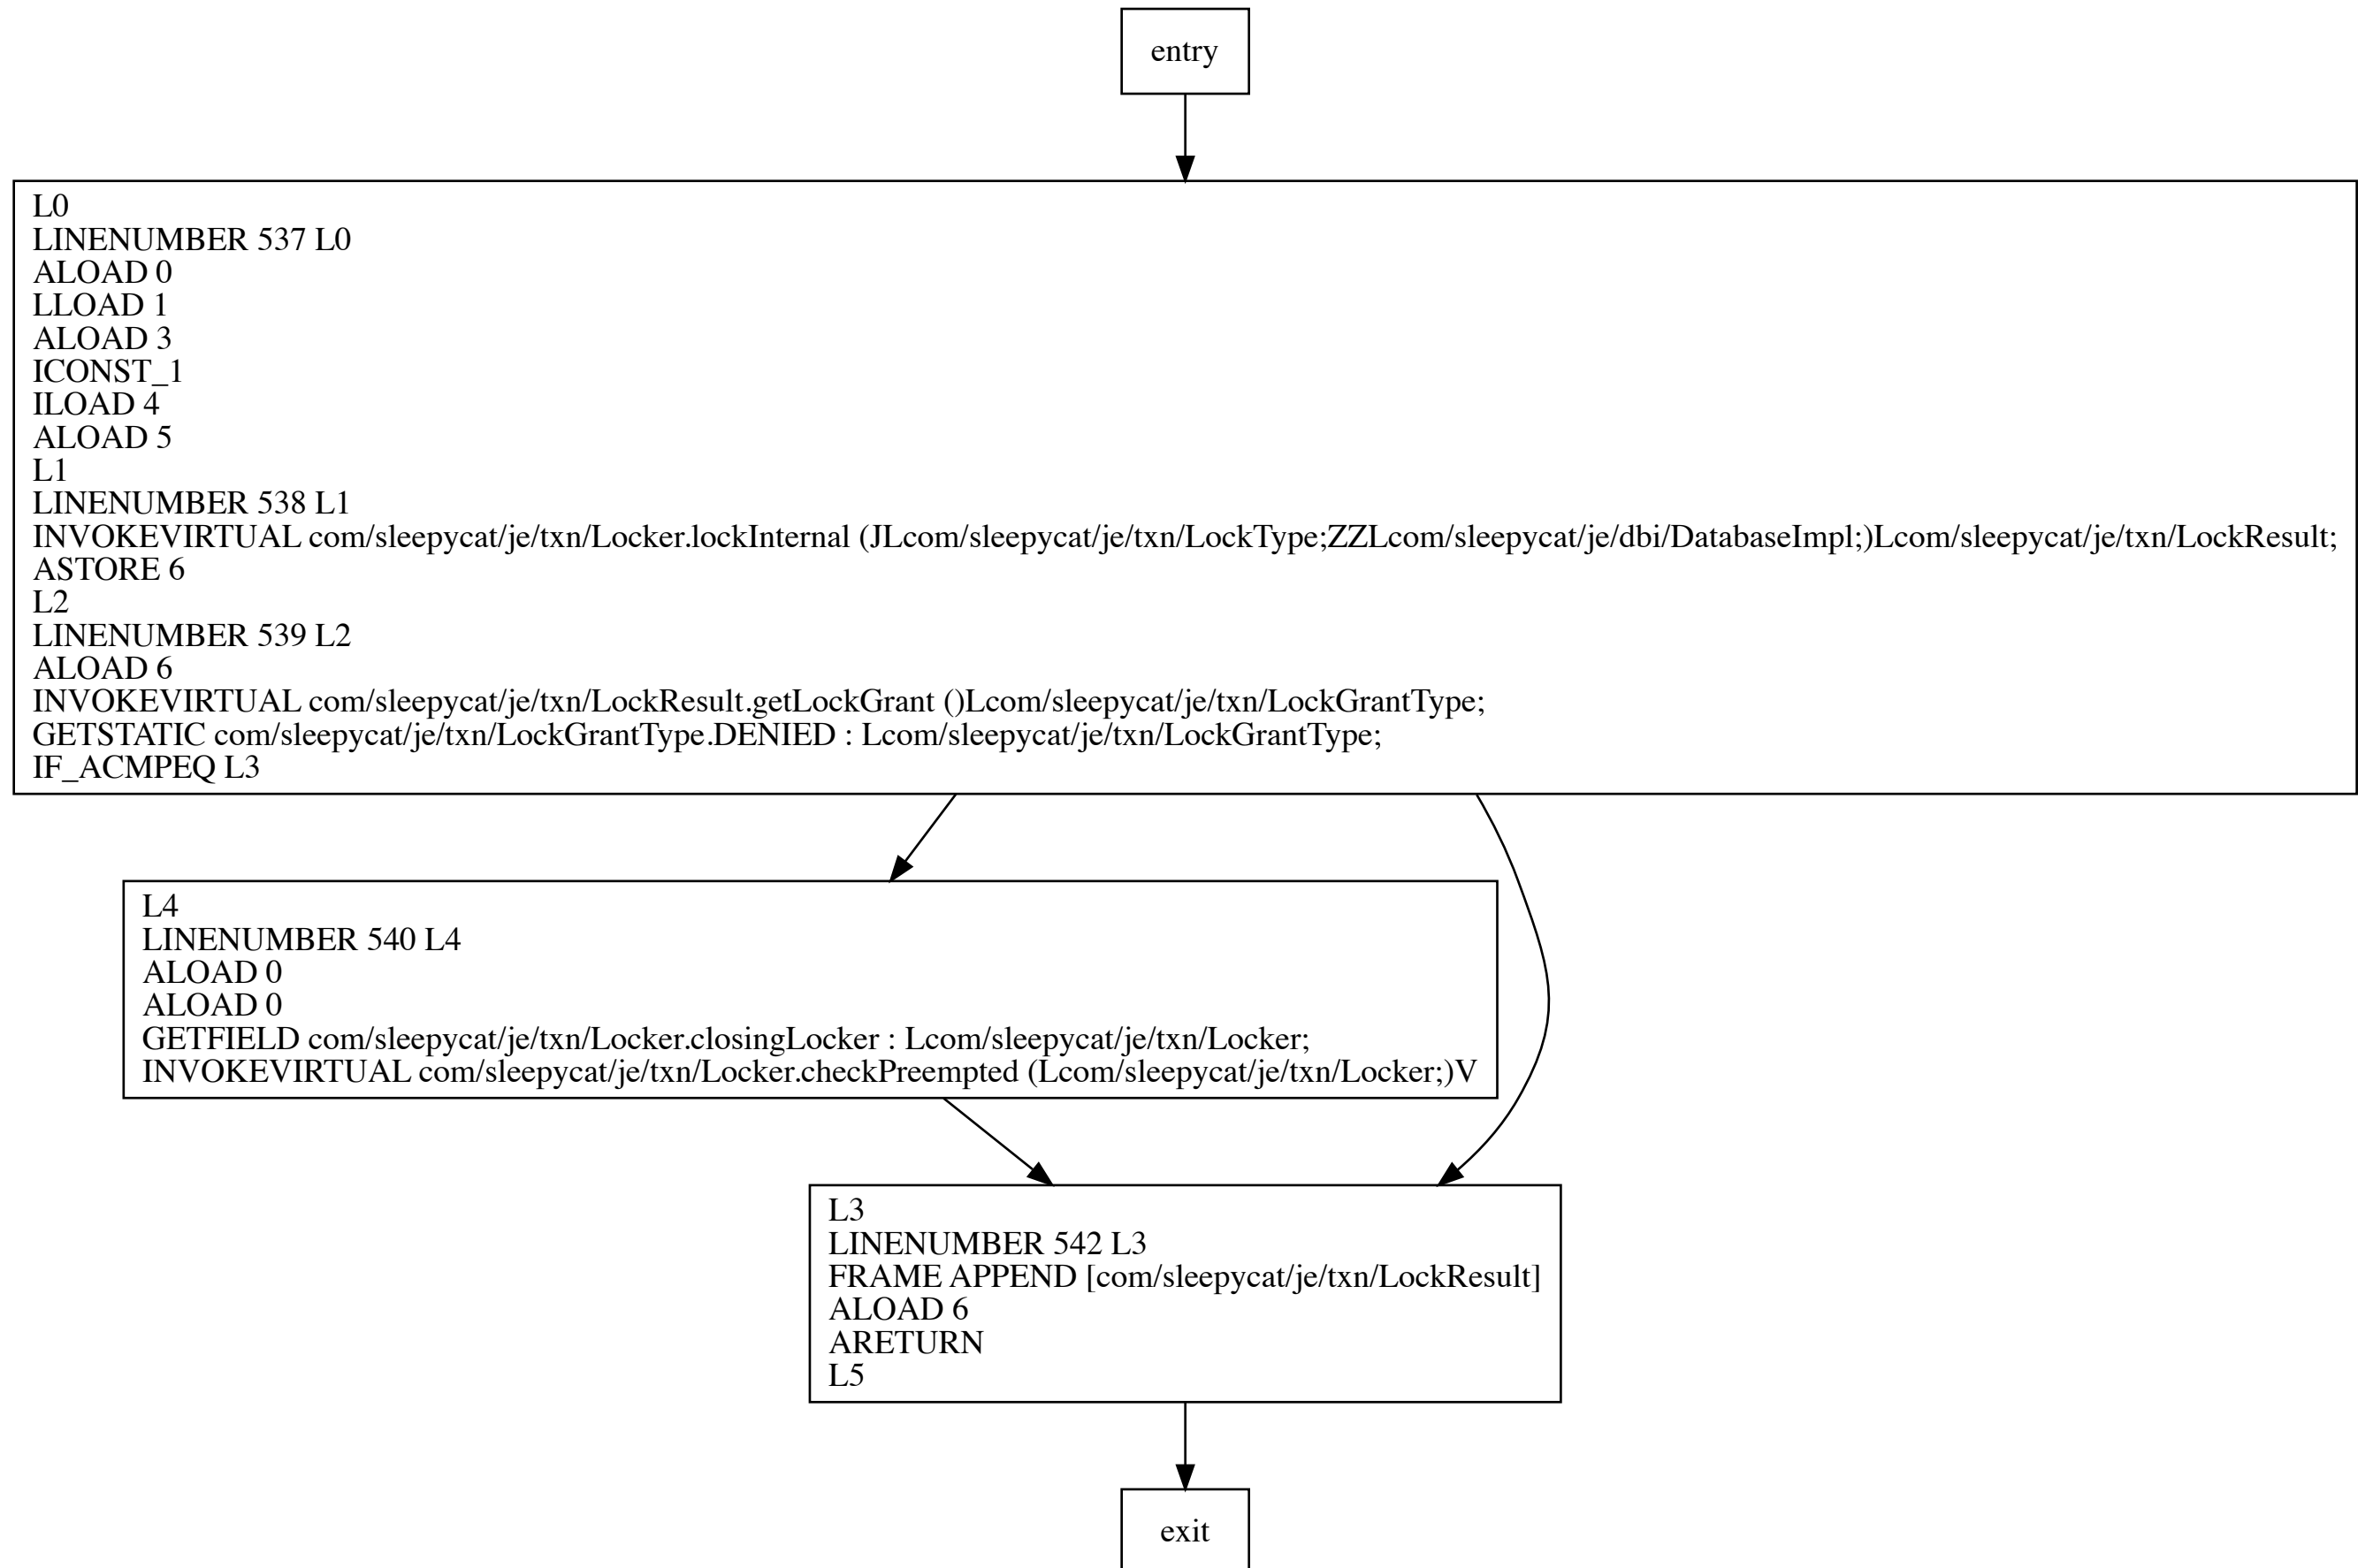 entry
L0
LINENUMBER 537 L0
ALOAD 0
LLOAD 1
ALOAD 3
ICONST_1
ILOAD 4
ALOAD 5
L1
LINENUMBER 538 L1
INVOKEVIRTUAL com/sleepycat/je/txn/Locker.lockInternal (JLcom/sleepycat/je/txn/LockType;ZZLcom/sleepycat/je/dbi/DatabaseImpl;)Lcom/sleepycat/je/txn/LockResult;
ASTORE 6
L2
LINENUMBER 539 L2
ALOAD 6
INVOKEVIRTUAL com/sleepycat/je/txn/LockResult.getLockGrant ()Lcom/sleepycat/je/txn/LockGrantType;
GETSTATIC com/sleepycat/je/txn/LockGrantType.DENIED : Lcom/sleepycat/je/txn/LockGrantType;
IF_ACMPEQ L3
L4
LINENUMBER 540 L4
ALOAD 0
ALOAD 0
GETFIELD com/sleepycat/je/txn/Locker.closingLocker : Lcom/sleepycat/je/txn/Locker;
INVOKEVIRTUAL com/sleepycat/je/txn/Locker.checkPreempted (Lcom/sleepycat/je/txn/Locker;)V
L3
LINENUMBER 542 L3
FRAME APPEND [com/sleepycat/je/txn/LockResult]
ALOAD 6
ARETURN
L5
exit